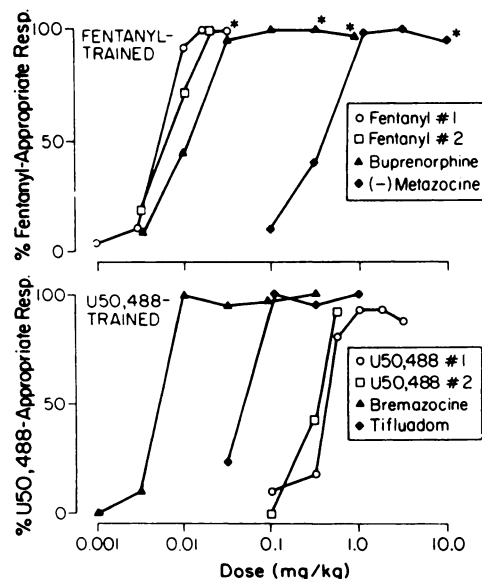 % Fentanyl-Appropriate Resp.
100
50
0
FENTANYL-
TRAINED
* * * *
○ Fentanyl #1
□ Fentanyl #2
▲ Buprenorphine
◆ (-) Metazocine
% U50,488-Appropriate Resp.
100
50
0
U50,488-
TRAINED
○ U50,488 #1
□ U50,488 #2
▲ Bremazocine
◆ Tifluadom
0.001 0.01 0.1 1.0 10.0
Dose (mg/kg)